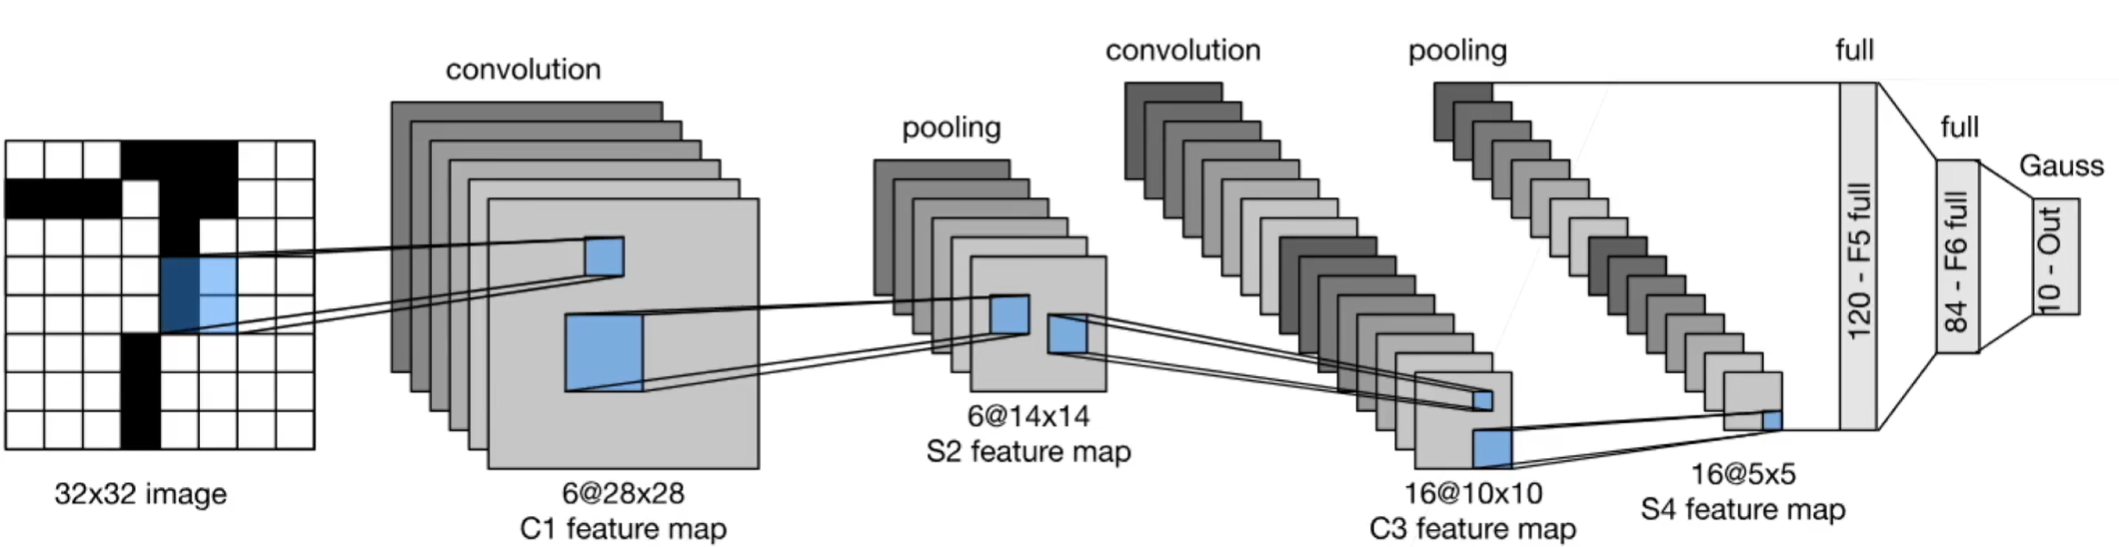 convolution
pooling
convolution
pooling
full
full
Gauss
120 - F5 full
84 - F6 full
10 - Out
32x32 image
6@28x28
C1 feature map
6@14x14
S2 feature map
16@10x10
C3 feature map
16@5x5
S4 feature map